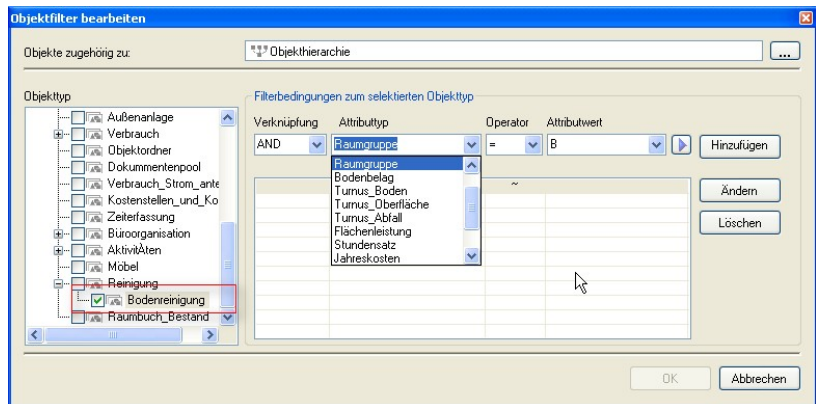 Objektfilter bearbeiten
Objekte zugehörig zu:
Objekthierarchie
...
Objekttyp
Außenanlage
Verbrauch
Objektordner
Dokummentenpool
Verbrauch_Strom_ante
Kostenstellen_und_Ko
Zeiterfassung
Büroorganisation
AktivitÄten
Möbel
Reinigung
Bodenreinigung
Raumbuch_Bestand
Filterbedingungen zum selektierten Objekttyp
Verknüpfung Attributtyp Operator Attributwert
AND Raumgruppe = B Hinzufügen
Raumgruppe
Bodenbelag
Turnus_Boden
Turnus_Oberfläche
Turnus_Abfall
Flächenleistung
Stundensatz
Jahreskosten
~
Ändern
Löschen
OK Abbrechen